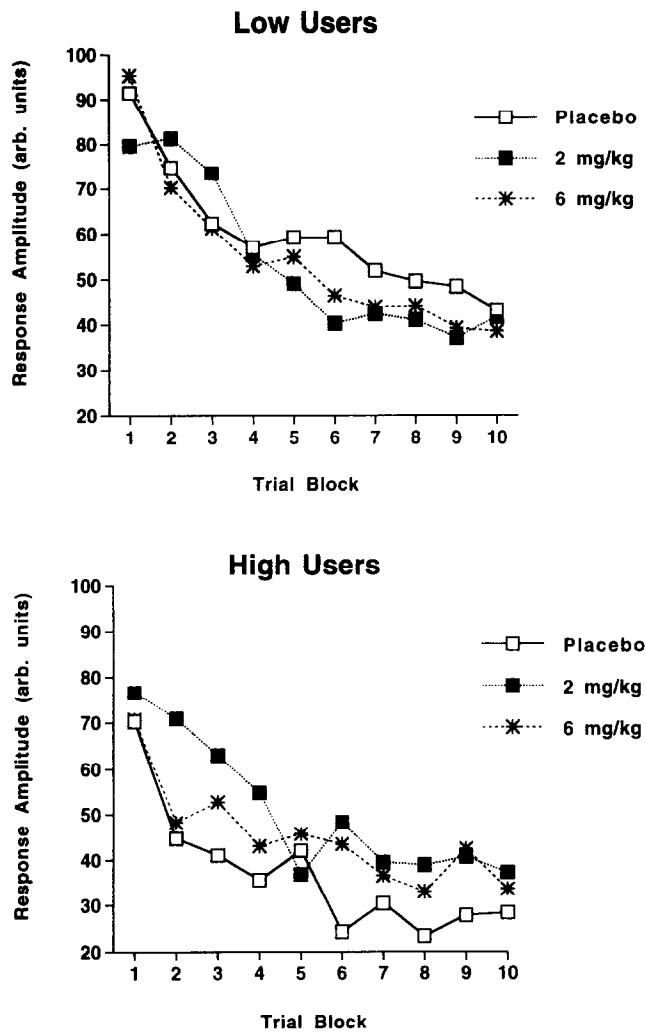 Low Users
Response Amplitude (arb. units)
100
90
80
70
60
50
40
30
20
1 2 3 4 5 6 7 8 9 10
Trial Block
Placebo
2 mg/kg
6 mg/kg
High Users
Response Amplitude (arb. units)
100
90
80
70
60
50
40
30
20
1 2 3 4 5 6 7 8 9 10
Trial Block
Placebo
2 mg/kg
6 mg/kg